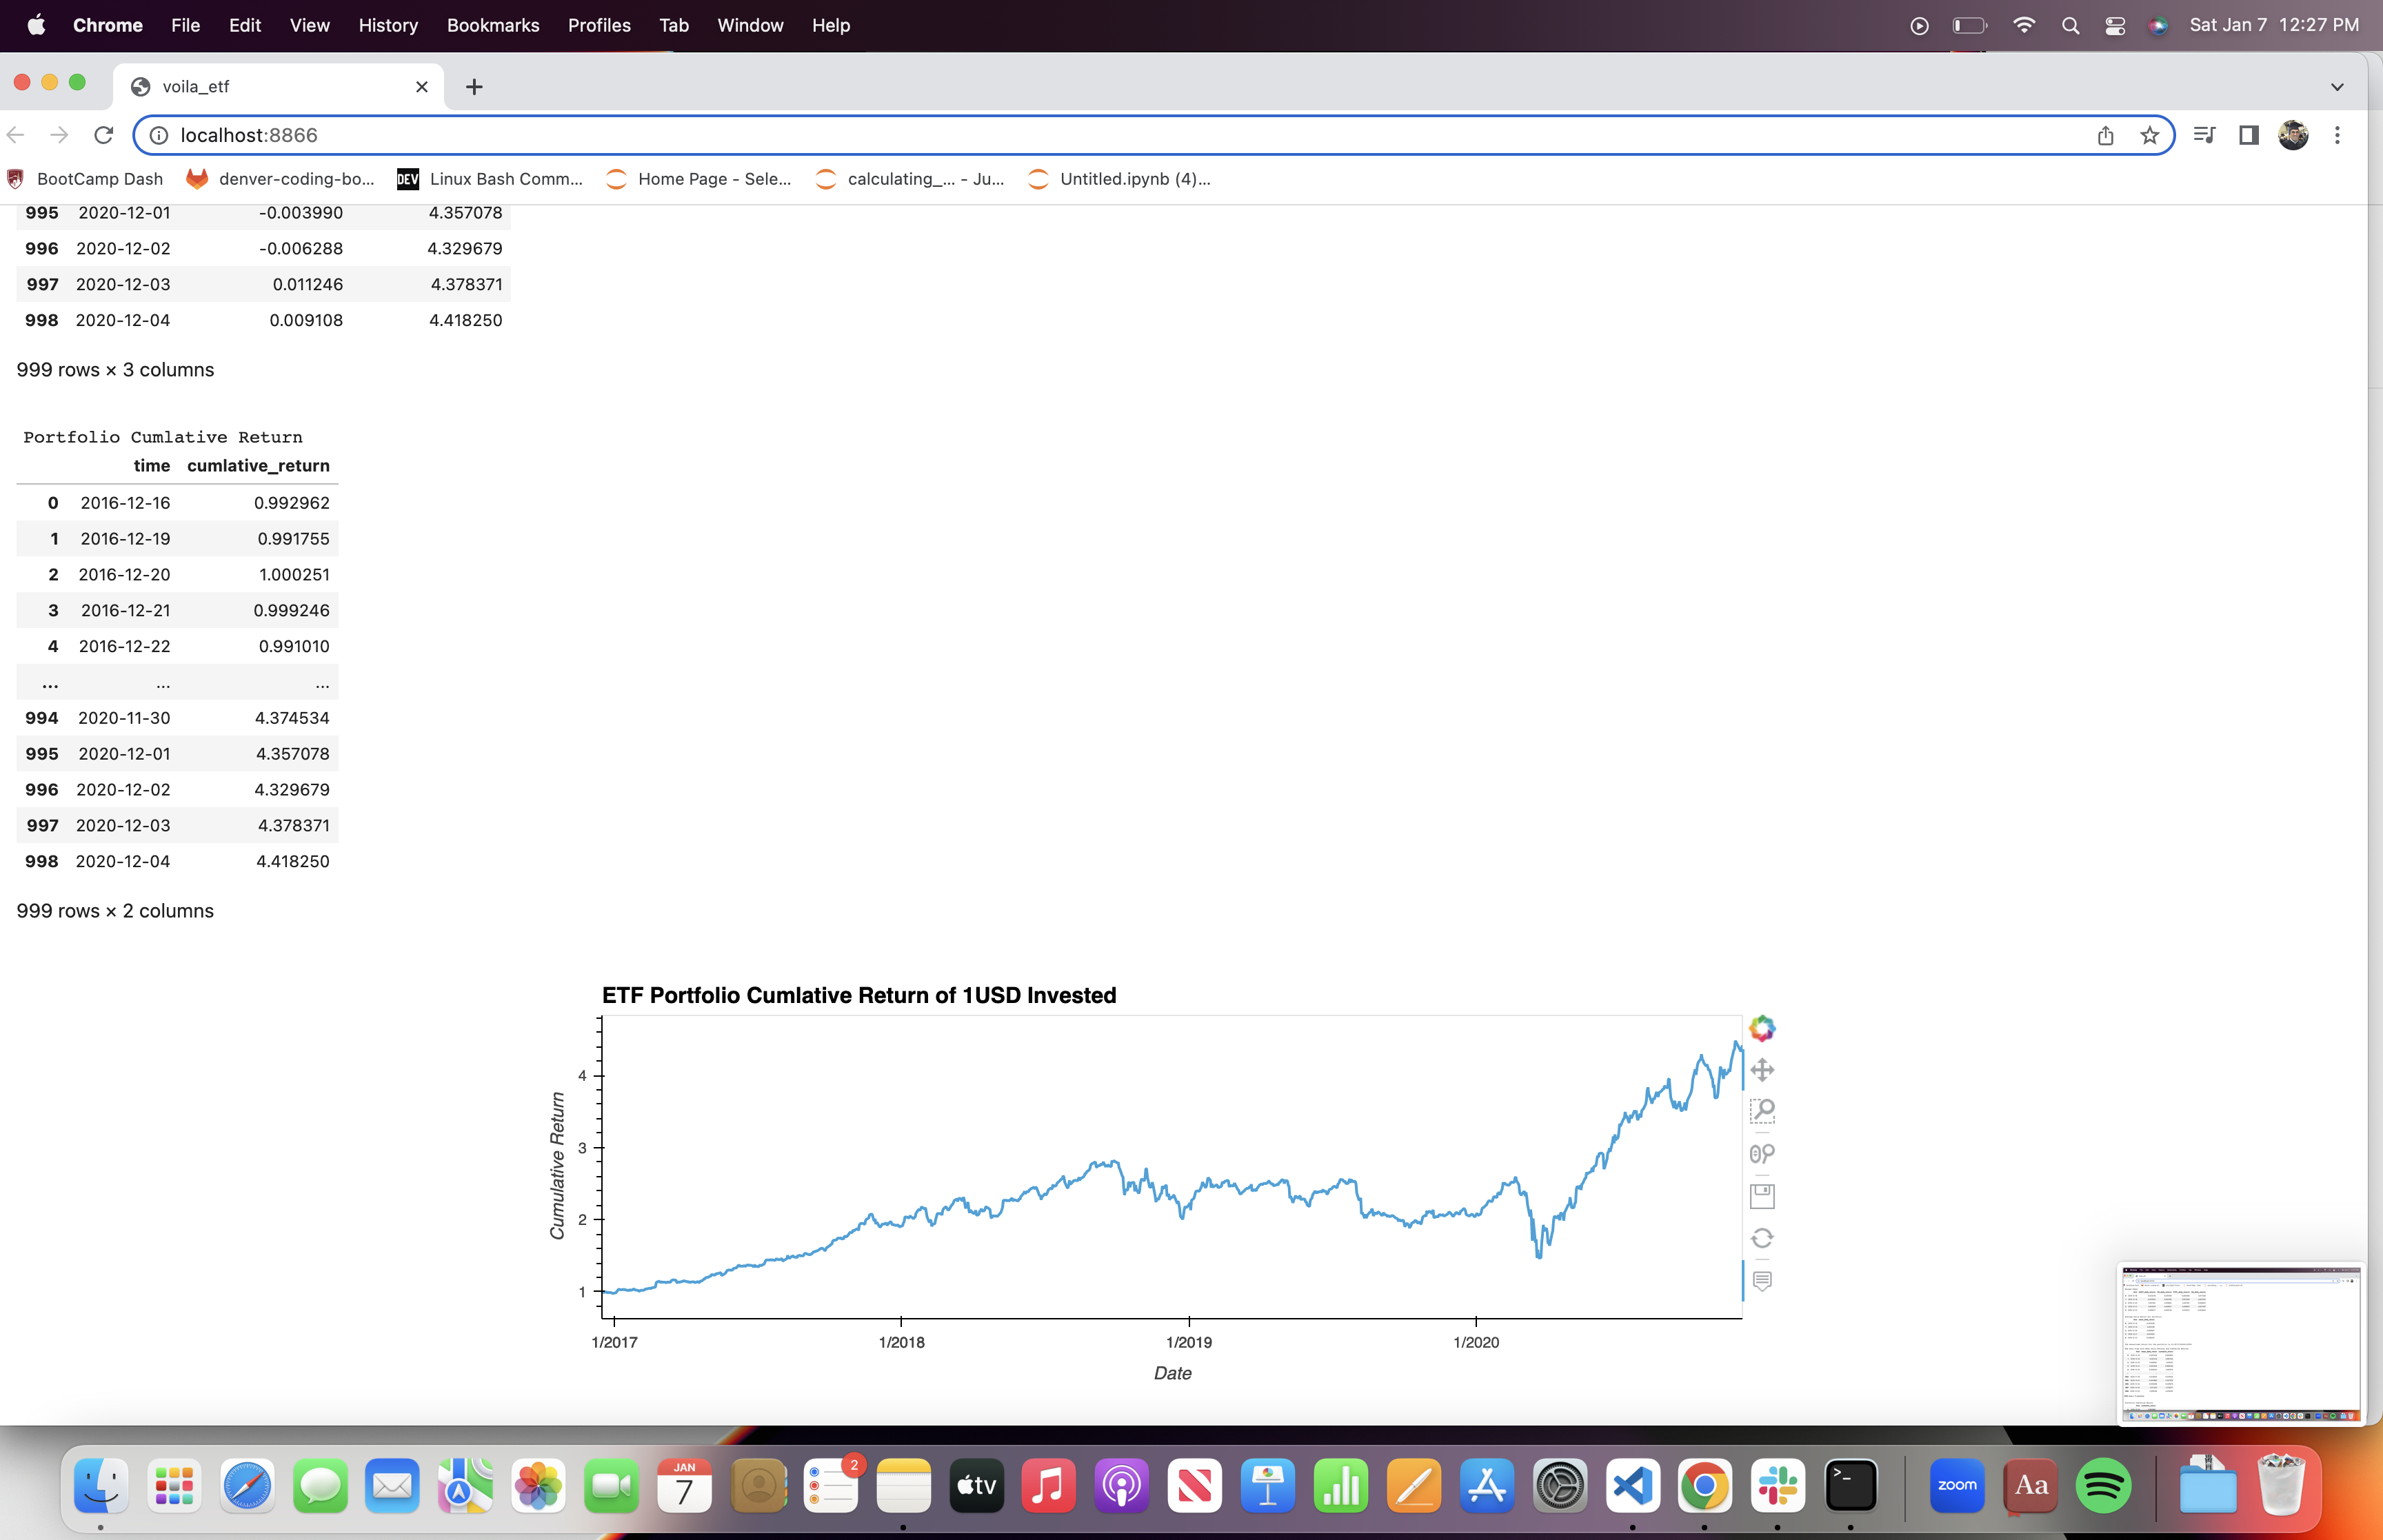 Chrome File Edit View History Bookmarks Profiles Tab Window Help Sat Jan 7 12:27 PM
voila_etf
localhost:8866
BootCamp Dash denver-coding-bo... DEV Linux Bash Comm... Home Page - Sele... calculating_... - Ju... Untitled.ipynb (4)...
995 2020-12-01 -0.003990 4.357078
996 2020-12-02 -0.006288 4.329679
997 2020-12-03 0.011246 4.378371
998 2020-12-04 0.009108 4.418250
999 rows × 3 columns
Portfolio Cumlative Return
time cumlative_return
0 2016-12-16 0.992962
1 2016-12-19 0.991755
2 2016-12-20 1.000251
3 2016-12-21 0.999246
4 2016-12-22 0.991010
... ... ...
994 2020-11-30 4.374534
995 2020-12-01 4.357078
996 2020-12-02 4.329679
997 2020-12-03 4.378371
998 2020-12-04 4.418250
999 rows × 2 columns
ETF Portfolio Cumlative Return of 1USD Invested
Cumulative Return
4
3
2
1
1/2017 1/2018 1/2019 1/2020
Date
JAN
7
2
tv
>_
zoom
Aa